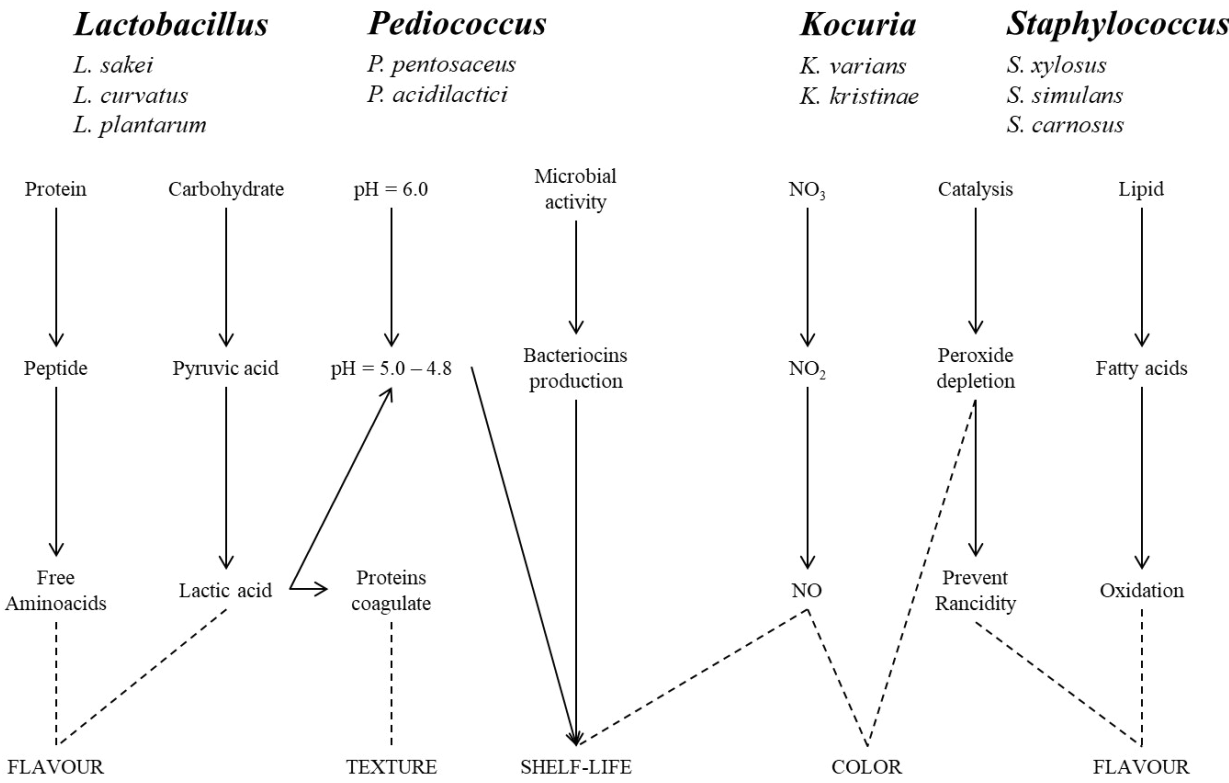 Lactobacillus
L. sakei
L. curvatus
L. plantarum
Pediococcus
P. pentosaceus
P. acidilactici
Kocuria
K. varians
K. kristinae
Staphylococcus
S. xylosus
S. simulans
S. carnosus
Protein
Carbohydrate
pH = 6.0
Microbial
activity
NO3
Catalysis
Lipid
Peptide
Pyruvic acid
pH = 5.0 – 4.8
Bacteriocins
production
NO2
Peroxide
depletion
Fatty acids
Free
Aminoacids
Lactic acid
Proteins
coagulate
NO
Prevent
Rancidity
Oxidation
FLAVOUR
TEXTURE
SHELF-LIFE
COLOR
FLAVOUR